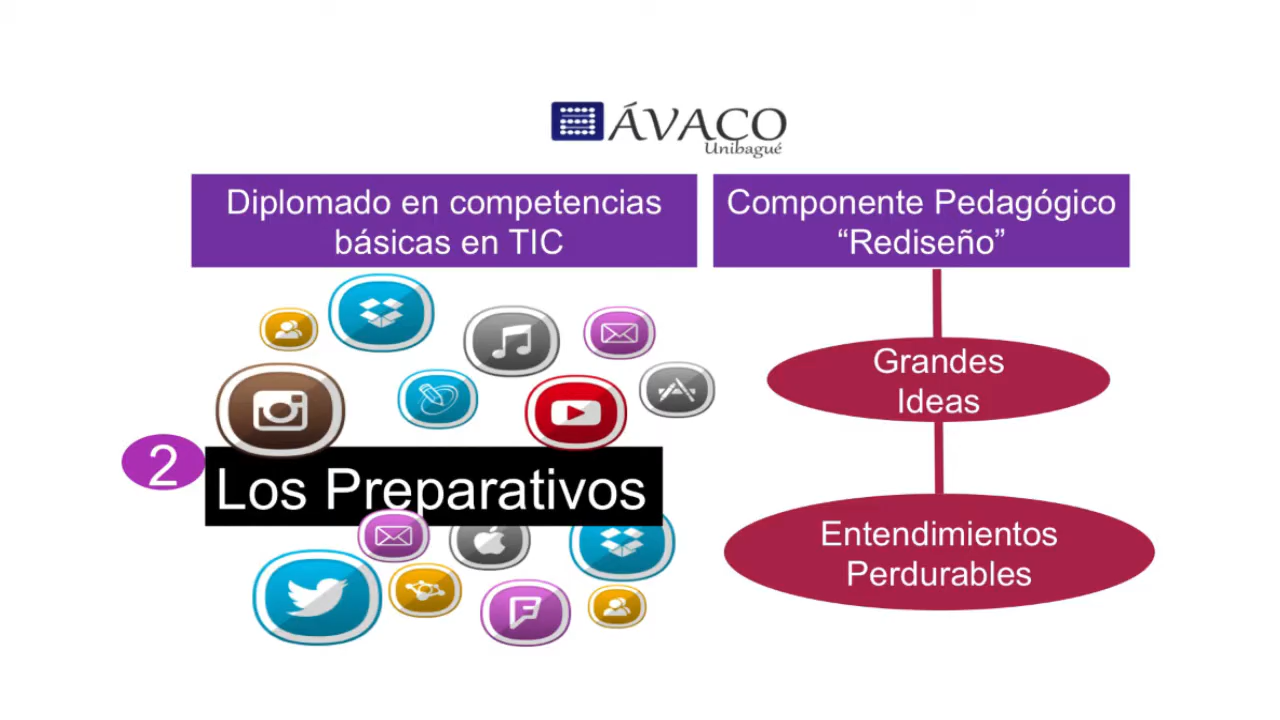 ÁVACO
Unibagué
Diplomado en competencias
básicas en TIC
Componente Pedagógico
“Rediseño”
Grandes
Ideas
2
Los Preparativos
Entendimientos
Perdurables